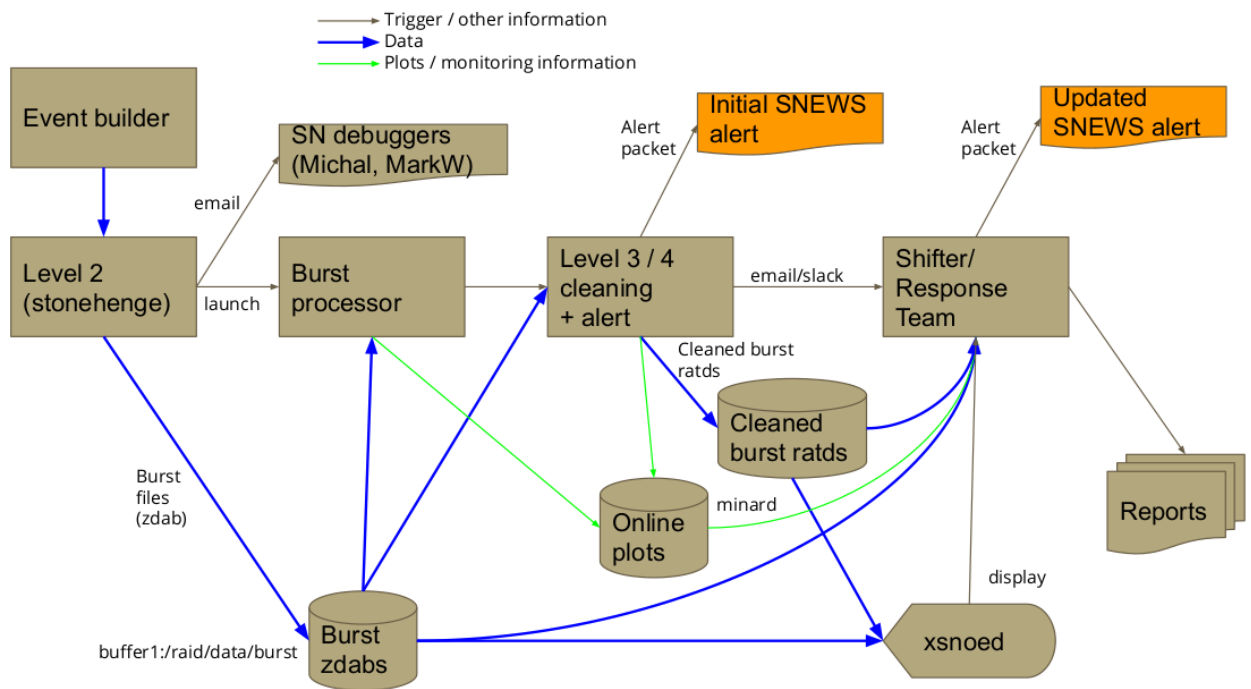 Trigger / other information
Data
Plots / monitoring information
Event builder
SN debuggers
(Michal, MarkW)
Initial SNEWS
alert
Updated
SNEWS alert
Alert
packet
Alert
packet
email
Level 2
(stonehenge)
launch
Burst
processor
Level 3 / 4
cleaning
+ alert
email/slack
Shifter/
Response
Team
Cleaned burst
ratds
Cleaned
burst ratds
Burst
files
(zdab)
Online
plots
minard
Reports
display
Burst
zdabs
buffer1:/raid/data/burst
xsnoed